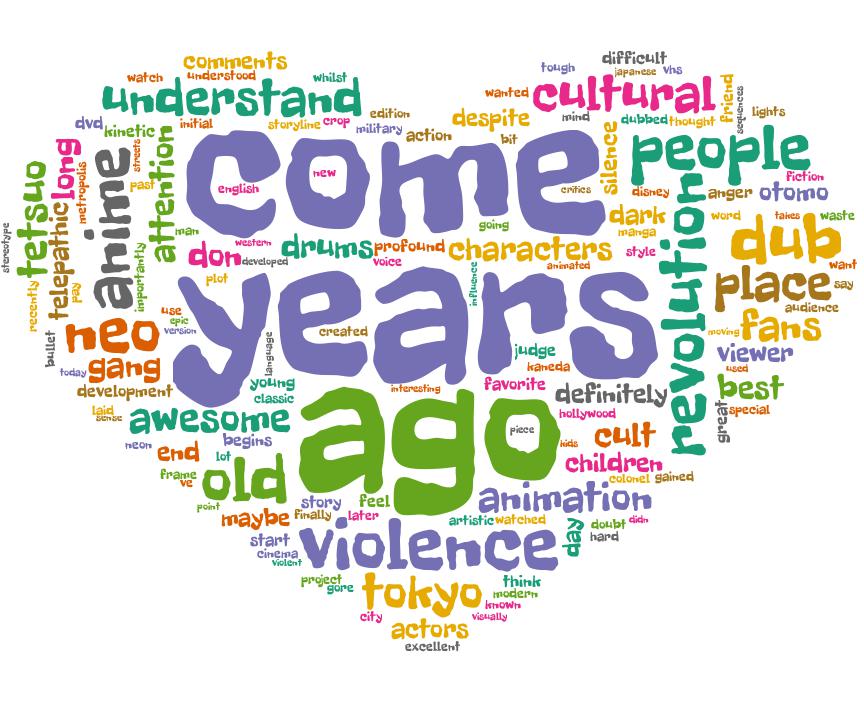 comments
watch
understood
whilst
difficult
tough
japanese
vhs
understand
wanted
cultural
friend
sequences
dvd
kinetic
initial
storyline
crop
edition
military
action
despite
bit
mind
dubbed
thought
lights
long
streets
attention
come
silence
people
tetsuo
anime
past
english
new
critics
disney
fiction
anger
otomo
metropolis
telepathic
man
going
dark
manga
word
takes
waste
stereotype
don
western
developed
drums
profound
voice
characters
animated
style
revolution
dub
want
importantly
plot
years
influence
place
say
audience
recently
pay
neo
use
epic
version
created
moving
fans
bullet
today
gang
language
judge
kaneda
viewer
used
development
young
classic
interesting
favorite
definitely
best
special
great
laid
sense
awesome
ago
piece
hollywood
neon
end
begins
lot
kids
cult
children
frame
ve
old
colonel
gained
point
story
feel
animation
maybe
finally
later
artistic
watched
day
doubt
didn
hard
start
cinema
violent
violence
project
gore
tokyo
think
modern
known
city
visually
actors
excellent